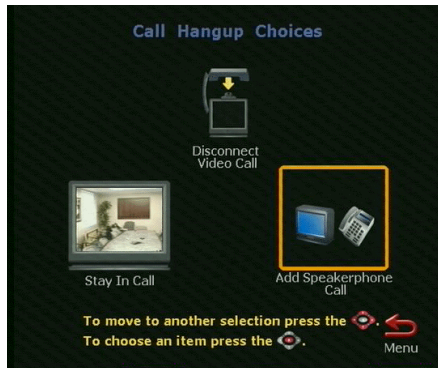 Call Hangup Choices
Disconnect
Video Call
Stay In Call
Add Speakerphone
Call
To move to another selection press the .
To choose an item press the .
Menu